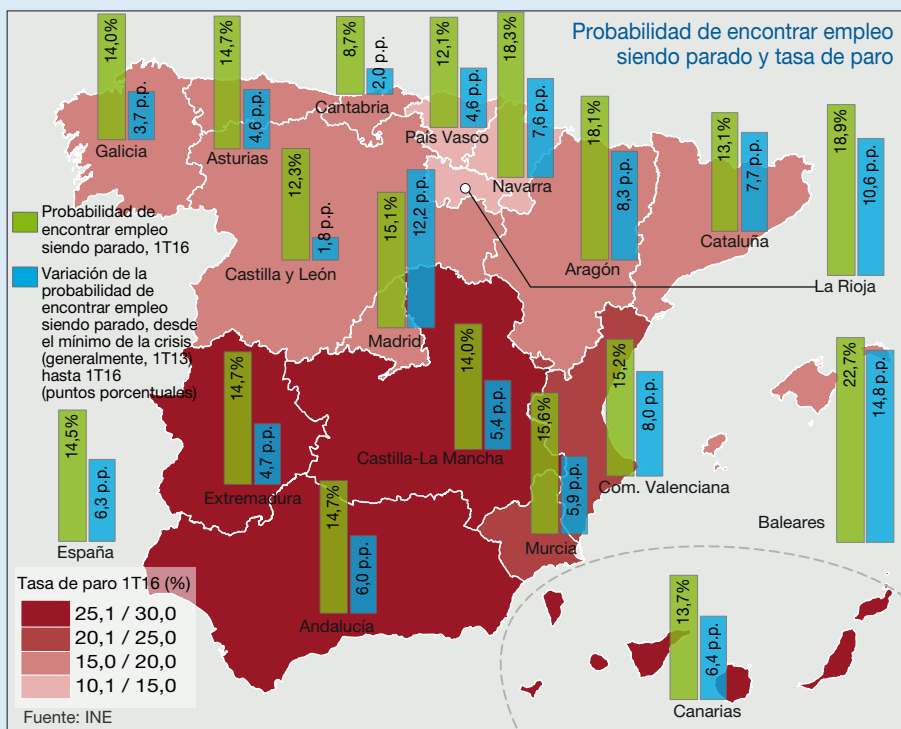 Probabilidad de encontrar empleo
siendo parado y tasa de paro
14,0%
3,7 p.p.
Galicia
14,7%
4,6 p.p.
Asturias
8,7%
2,0 p.p.
Cantabria
12,1%
4,6 p.p.
País Vasco
18,3%
7,6 p.p.
Navarra
18,1%
8,3 p.p.
Aragón
13,1%
7,7 p.p.
Cataluña
18,9%
10,6 p.p.
La Rioja
12,3%
1,8 p.p.
Castilla y León
15,1%
12,2 p.p.
Madrid
Probabilidad de
encontrar empleo
siendo parado, 1T16
Variación de la
probabilidad de
encontrar empleo
siendo parado, desde
el mínimo de la crisis
(generalmente, 1T13)
hasta 1T16
(puntos porcentuales)
14,7%
4,7 p.p.
Extremadura
14,0%
5,4 p.p.
Castilla-La Mancha
15,6%
5,9 p.p.
Murcia
15,2%
8,0 p.p.
Com. Valenciana
22,7%
14,8 p.p.
Baleares
14,5%
6,3 p.p.
España
14,7%
6,0 p.p.
Andalucía
13,7%
6,4 p.p.
Canarias
Tasa de paro 1T16 (%)
25,1 / 30,0
20,1 / 25,0
15,0 / 20,0
10,1 / 15,0
Fuente: INE